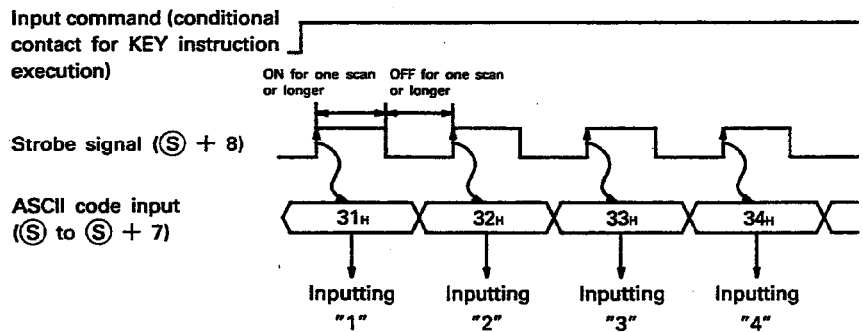 Input command (conditional
contact for KEY instruction
execution)
ON for one scan
or longer
OFF for one scan
or longer
Strobe signal (Ⓢ + 8)
ASCII code input
(Ⓢ to Ⓢ + 7)
31H
32H
33H
34H
Inputting
"1"
Inputting
"2"
Inputting
"3"
Inputting
"4"